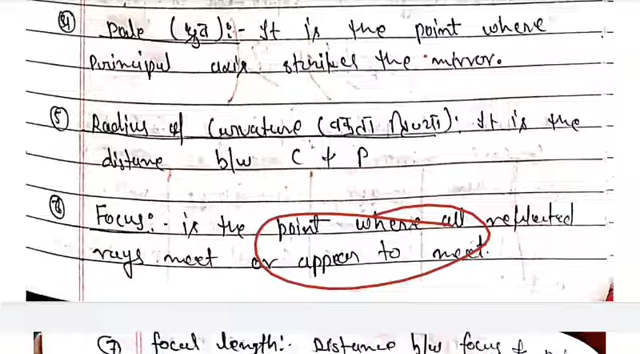 ④ Pole (ध्रुव):- It is the point where
Principal axis strikes the mirror.
⑤ Radius of Curvature (वक्रता त्रिज्या): It is the
distance b/w C & P
⑥ Focus:- is the point where all reflected
rays meet or appear to meet.
⑦ focal length:- Distance b/w focus &